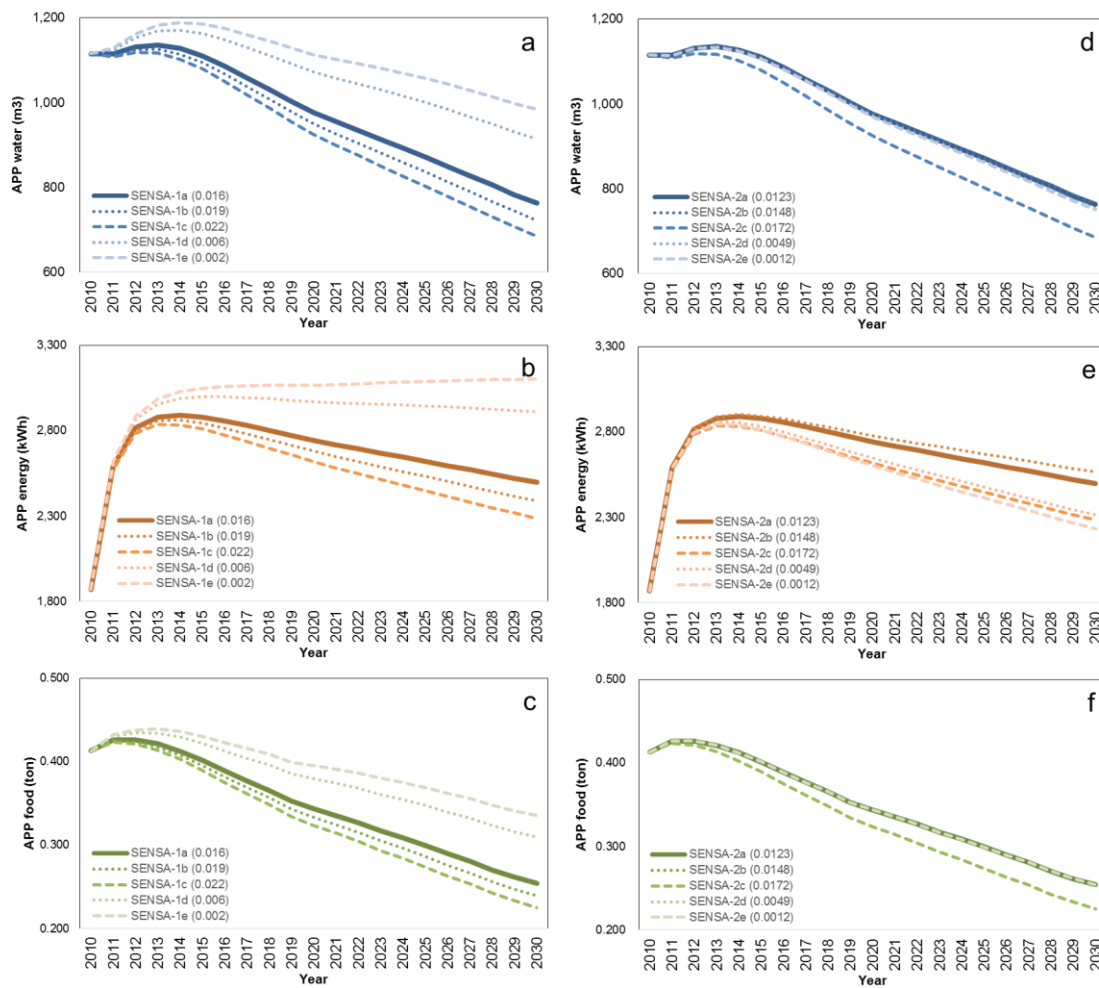 a
1,200
1,000
800
600
APP water (m3)
SENSA-1a (0.016)
SENSA-1b (0.019)
SENSA-1c (0.022)
SENSA-1d (0.006)
SENSA-1e (0.002)
2010 2011 2012 2013 2014 2015 2016 2017 2018 2019 2020 2021 2022 2023 2024 2025 2026 2027 2028 2029 2030
Year
d
1,200
1,000
800
600
APP water (m3)
SENSA-2a (0.0123)
SENSA-2b (0.0148)
SENSA-2c (0.0172)
SENSA-2d (0.0049)
SENSA-2e (0.0012)
2010 2011 2012 2013 2014 2015 2016 2017 2018 2019 2020 2021 2022 2023 2024 2025 2026 2027 2028 2029 2030
Year
b
3,300
2,800
2,300
1,800
APP energy (kWh)
SENSA-1a (0.016)
SENSA-1b (0.019)
SENSA-1c (0.022)
SENSA-1d (0.006)
SENSA-1e (0.002)
2010 2011 2012 2013 2014 2015 2016 2017 2018 2019 2020 2021 2022 2023 2024 2025 2026 2027 2028 2029 2030
Year
e
3,300
2,800
2,300
1,800
APP energy (kWh)
SENSA-2a (0.0123)
SENSA-2b (0.0148)
SENSA-2c (0.0172)
SENSA-2d (0.0049)
SENSA-2e (0.0012)
2010 2011 2012 2013 2014 2015 2016 2017 2018 2019 2020 2021 2022 2023 2024 2025 2026 2027 2028 2029 2030
Year
c
0.500
0.400
0.300
0.200
APP food (ton)
SENSA-1a (0.016)
SENSA-1b (0.019)
SENSA-1c (0.022)
SENSA-1d (0.006)
SENSA-1e (0.002)
2010 2011 2012 2013 2014 2015 2016 2017 2018 2019 2020 2021 2022 2023 2024 2025 2026 2027 2028 2029 2030
Year
f
0.500
0.400
0.300
0.200
APP food (ton)
SENSA-2a (0.0123)
SENSA-2b (0.0148)
SENSA-2c (0.0172)
SENSA-2d (0.0049)
SENSA-2e (0.0012)
2010 2011 2012 2013 2014 2015 2016 2017 2018 2019 2020 2021 2022 2023 2024 2025 2026 2027 2028 2029 2030
Year